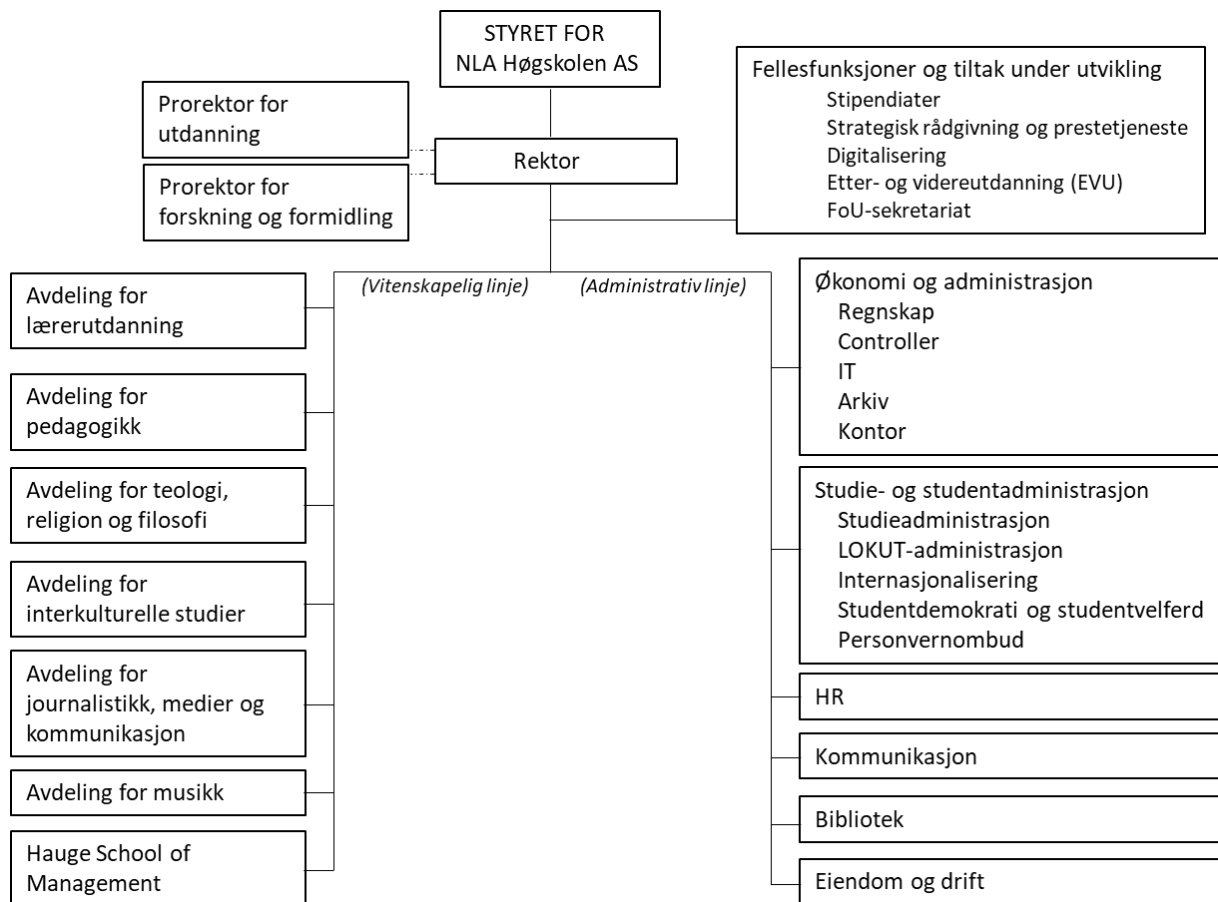 STYRET FOR
NLA Høgskolen AS
Prorektor for
utdanning
Prorektor for
forskning og formidling
Rektor
Fellesfunksjoner og tiltak under utvikling
Stipendiater
Strategisk rådgivning og prestetjeneste
Digitalisering
Etter- og videreutdanning (EVU)
FoU-sekretariat
(Vitenskapelig linje)
(Administrativ linje)
Avdeling for
lærerutdanning
Avdeling for
pedagogikk
Avdeling for teologi,
religion og filosofi
Avdeling for
interkulturelle studier
Avdeling for
journalistikk, medier og
kommunikasjon
Avdeling for musikk
Hauge School of
Management
Økonomi og administrasjon
Regnskap
Controller
IT
Arkiv
Kontor
Studie- og studentadministrasjon
Studieadministrasjon
LOKUT-administrasjon
Internasjonalisering
Studentdemokrati og studentvelferd
Personvernombud
HR
Kommunikasjon
Bibliotek
Eiendom og drift